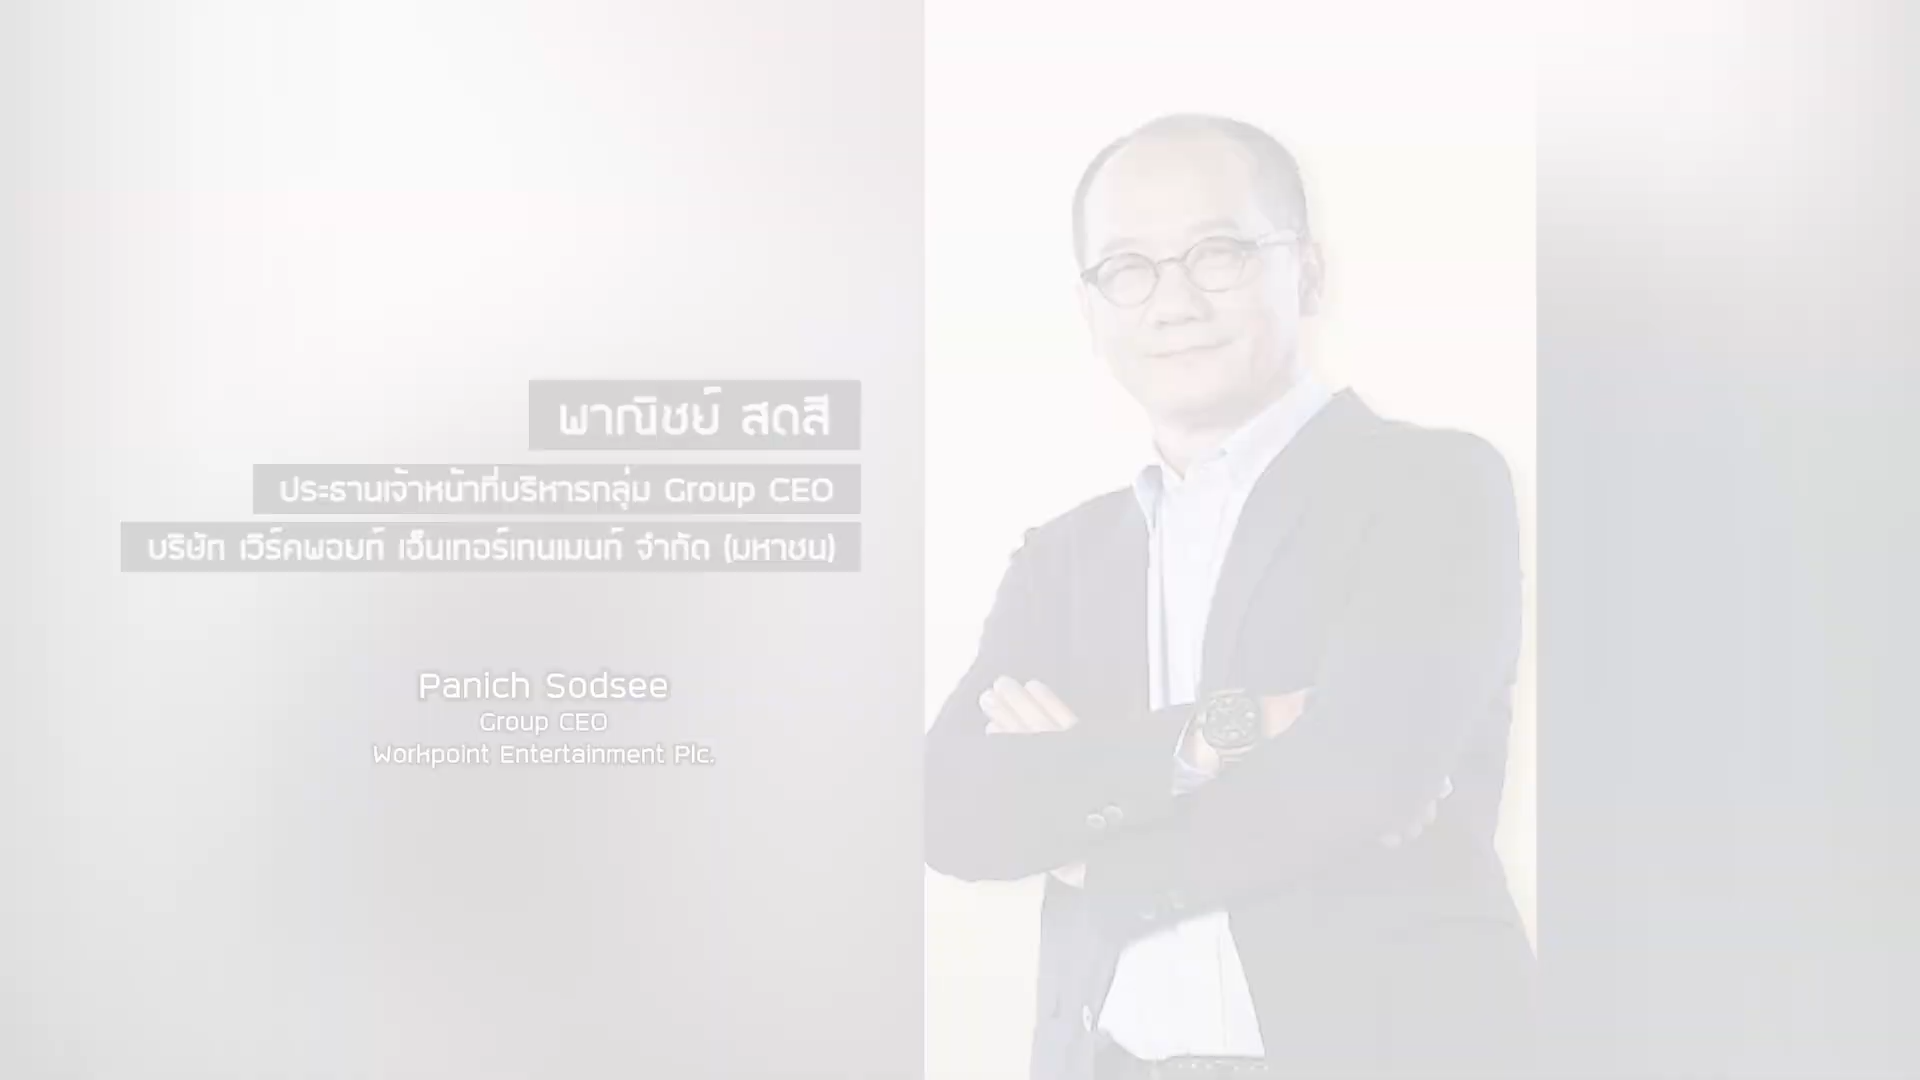 พาณิชย์ สดสี
ประธานเจ้าหน้าที่บริหารกลุ่ม Group CEO
บริษัท เวิร์คพอยท์ เอ็นเทอร์เทนเมนท์ จำกัด (มหาชน)
Panich Sodsee
Group CEO
Workpoint Entertainment Plc.